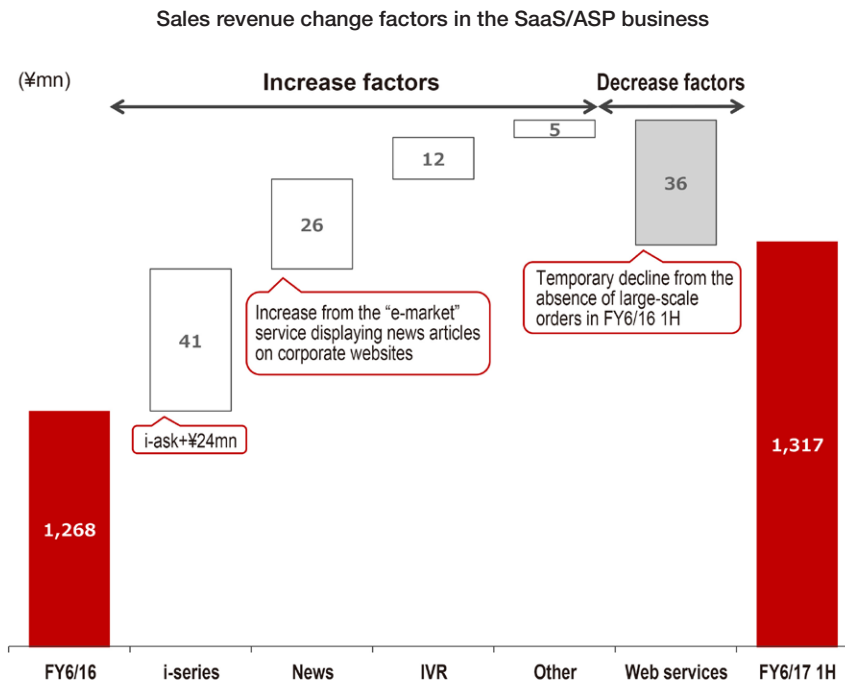 Sales revenue change factors in the SaaS/ASP business
(¥mn)
Increase factors
Decrease factors
5
12
36
26
Temporary decline from the
absence of large-scale
orders in FY6/16 1H
Increase from the “e-market”
service displaying news articles
on corporate websites
41
i-ask+¥24mn
1,317
1,268
FY6/16
i-series
News
IVR
Other
Web services
FY6/17 1H